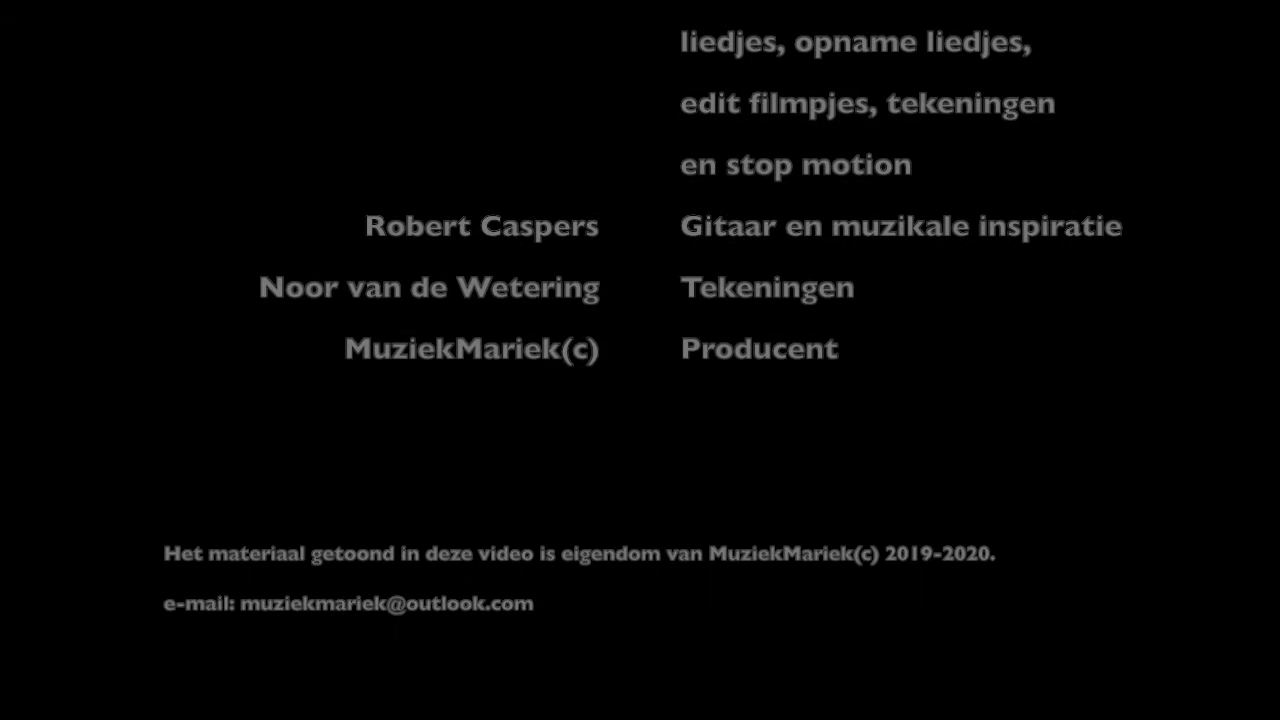 liedjes, opname liedjes,
edit filmpjes, tekeningen
en stop motion
Robert Caspers Gitaar en muzikale inspiratie
Noor van de Wetering Tekeningen
MuziekMariek(c) Producent
Het materiaal getoond in deze video is eigendom van MuziekMariek(c) 2019-2020.
e-mail: muziekmariek@outlook.com